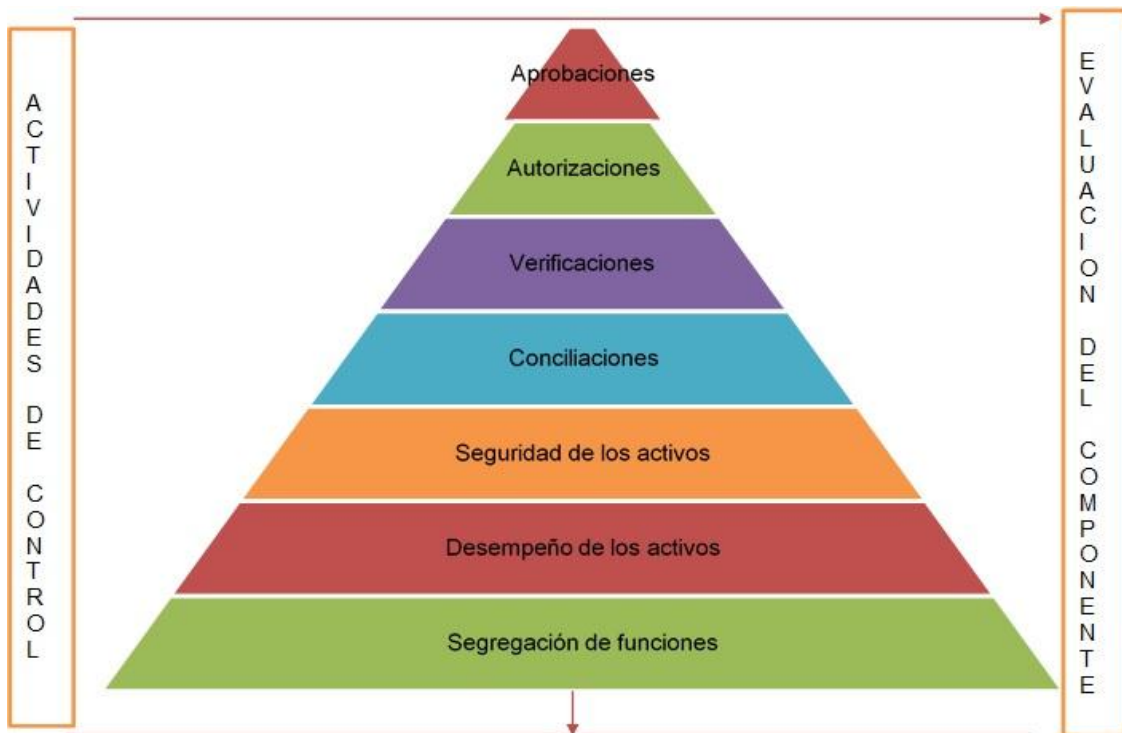 ACTIVIDADES DE CONTROL
Aprobaciones
Autorizaciones
Verificaciones
Conciliaciones
Seguridad de los activos
Desempeño de los activos
Segregación de funciones
EVALUACION DEL COMPONENTE